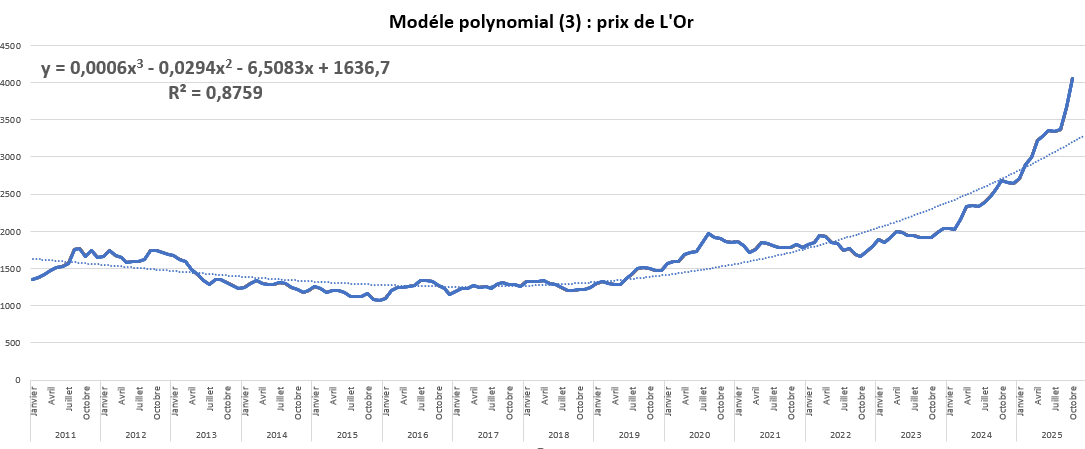 Modéle polynomial (3) : prix de L'Or
y = 0,0006x³ - 0,0294x² - 6,5083x + 1636,7
R² = 0,8759
4500
4000
3500
3000
2500
2000
1500
1000
500
0
Janvier Avril Juillet Octobre Janvier Avril Juillet Octobre Janvier Avril Juillet Octobre Janvier Avril Juillet Octobre Janvier Avril Juillet Octobre Janvier Avril Juillet Octobre Janvier Avril Juillet Octobre Janvier Avril Juillet Octobre Janvier Avril Juillet Octobre Janvier Avril Juillet Octobre Janvier Avril Juillet Octobre Janvier Avril Juillet Octobre Janvier Avril Juillet Octobre Janvier Avril Juillet Octobre Janvier Avril Juillet Octobre
2011 2012 2013 2014 2015 2016 2017 2018 2019 2020 2021 2022 2023 2024 2025